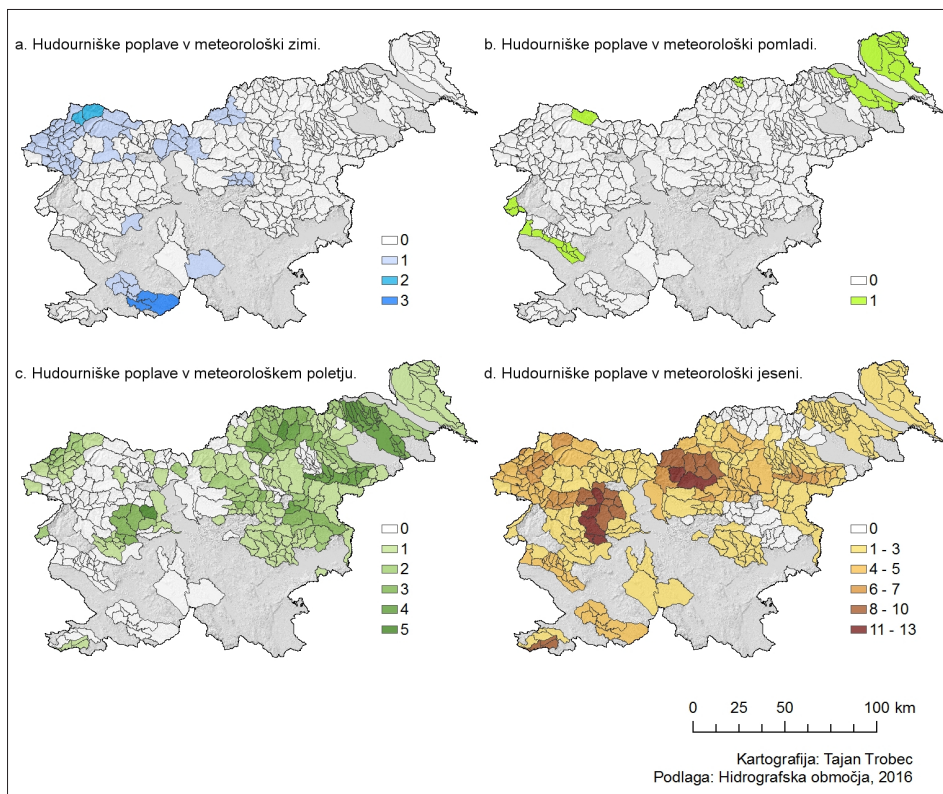 a. Hudourniške poplave v meteorološki zimi.
0
1
2
3
b. Hudourniške poplave v meteorološki pomladi.
0
1
c. Hudourniške poplave v meteorološkem poletju.
0
1
2
3
4
5
d. Hudourniške poplave v meteorološki jeseni.
0
1 - 3
4 - 5
6 - 7
8 - 10
11 - 13
0 25 50 100 km
Kartografija: Tajan Trobec
Podlaga: Hidrografska območja, 2016